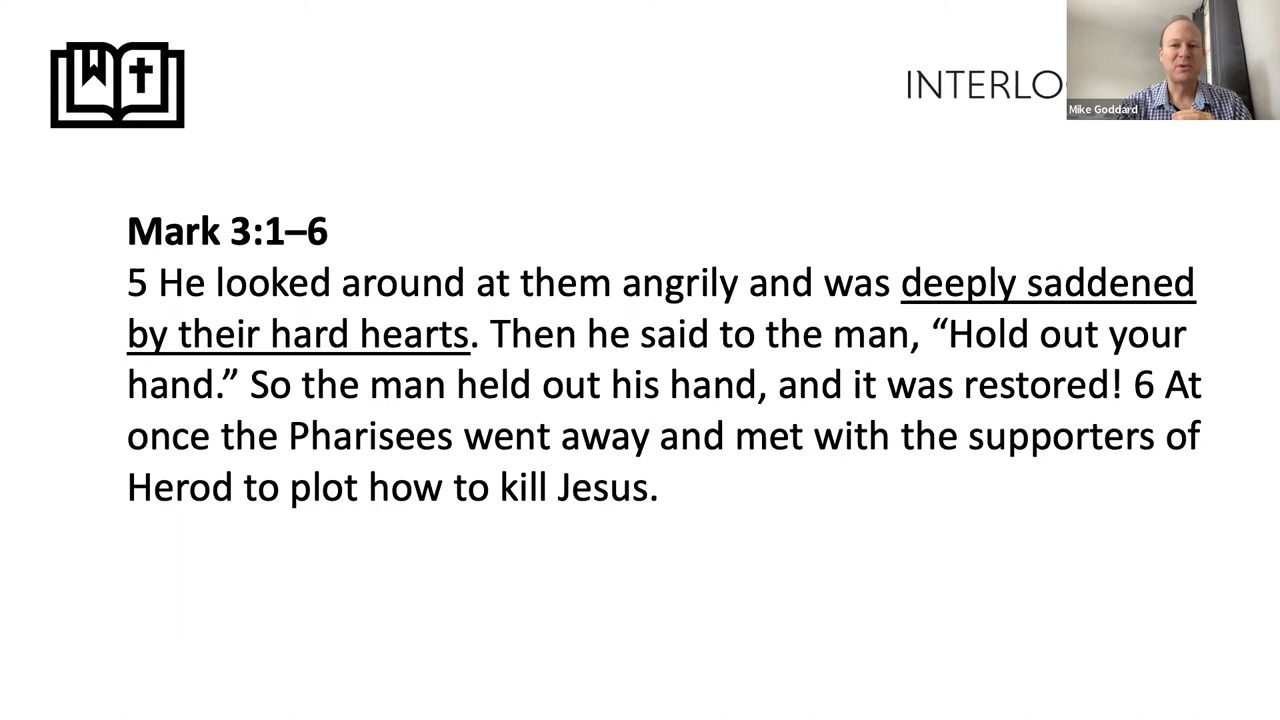 INTERLO
Mike Goddard
Mark 3:1–6
5 He looked around at them angrily and was deeply saddened
by their hard hearts. Then he said to the man, “Hold out your
hand.” So the man held out his hand, and it was restored! 6 At
once the Pharisees went away and met with the supporters of
Herod to plot how to kill Jesus.